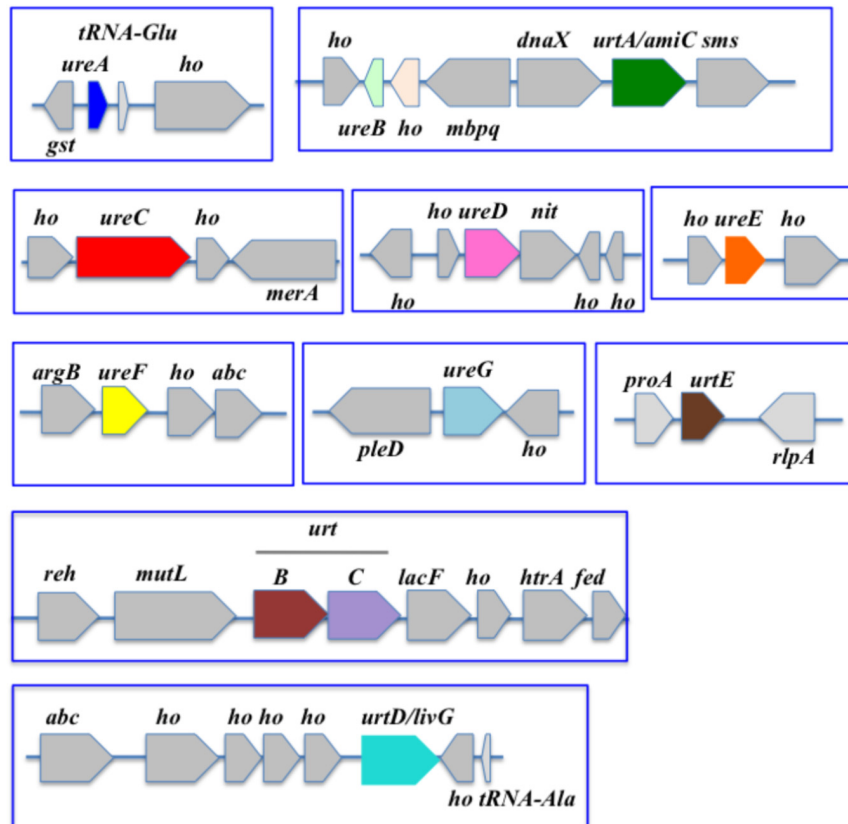 tRNA-Glu
ureA ho
gst
ho dnaX urtA/amiC sms
ureB ho mbpq
ho ureC ho
merA
ho ureD nit
ho ho ho
ho ureE ho
argB ureF ho abc
ureG
pleD ho
proA urtE
rlpA
urt
reh mutL B C lacF ho htrA fed
abc ho ho ho ho urtD/livG
ho tRNA-Ala